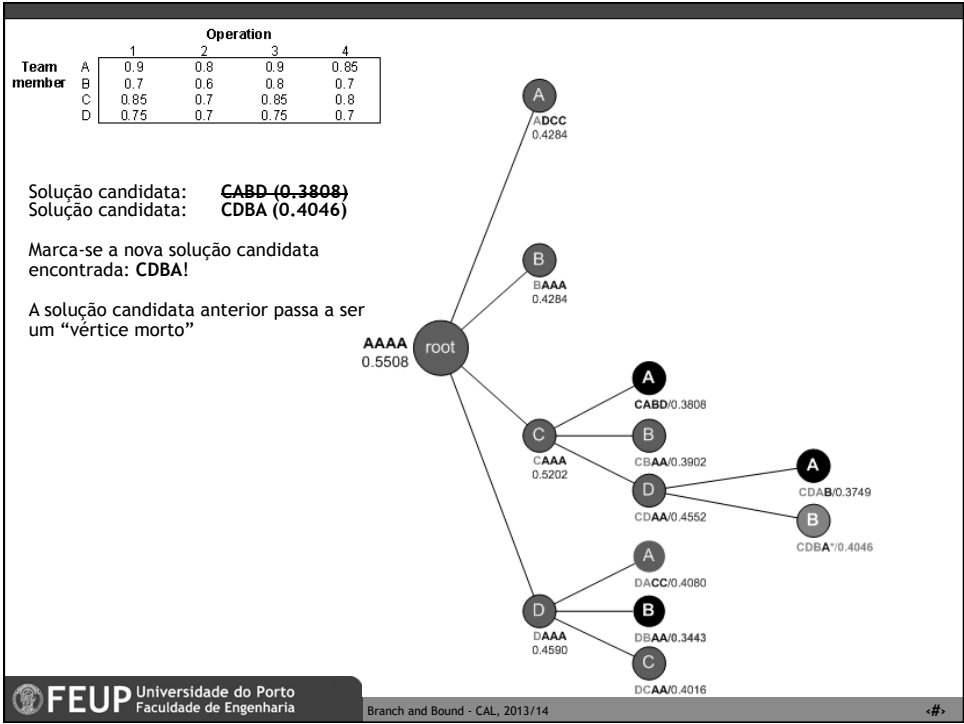 Operation
1 2 3 4
Team member
A 0.9 0.8 0.9 0.85
B 0.7 0.6 0.8 0.7
C 0.85 0.7 0.85 0.8
D 0.75 0.7 0.75 0.7
Solução candidata: CABD (0.3808)
Solução candidata: CDBA (0.4046)
Marca-se a nova solução candidata
encontrada: CDBA!
A solução candidata anterior passa a ser
um “vértice morto”
AAAA
0.5508
root
A
ADCC
0.4284
B
BAAA
0.4284
C
CAAA
0.5202
D
DAAA
0.4590
A
CABD/0.3808
B
CBAA/0.3902
D
CDAA/0.4552
A
CDAB/0.3749
B
CDBA*/0.4046
A
DACC/0.4080
B
DBAA/0.3443
C
DCAA/0.4016
FEUP Universidade do Porto
Faculdade de Engenharia
Branch and Bound - CAL, 2013/14
‹#›